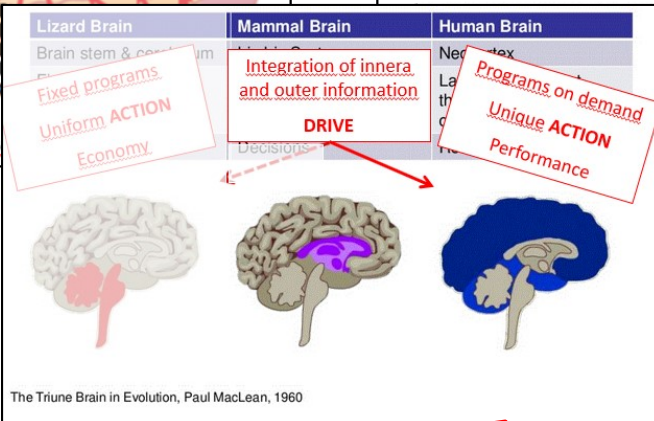 Lizard Brain
Mammal Brain
Human Brain
Brain stem &
Fixed programs
Uniform ACTION
Economy
Integration of innera
and outer information
DRIVE
Decisions
Programs on demand
Unique ACTION
Performance
The Triune Brain in Evolution, Paul MacLean, 1960